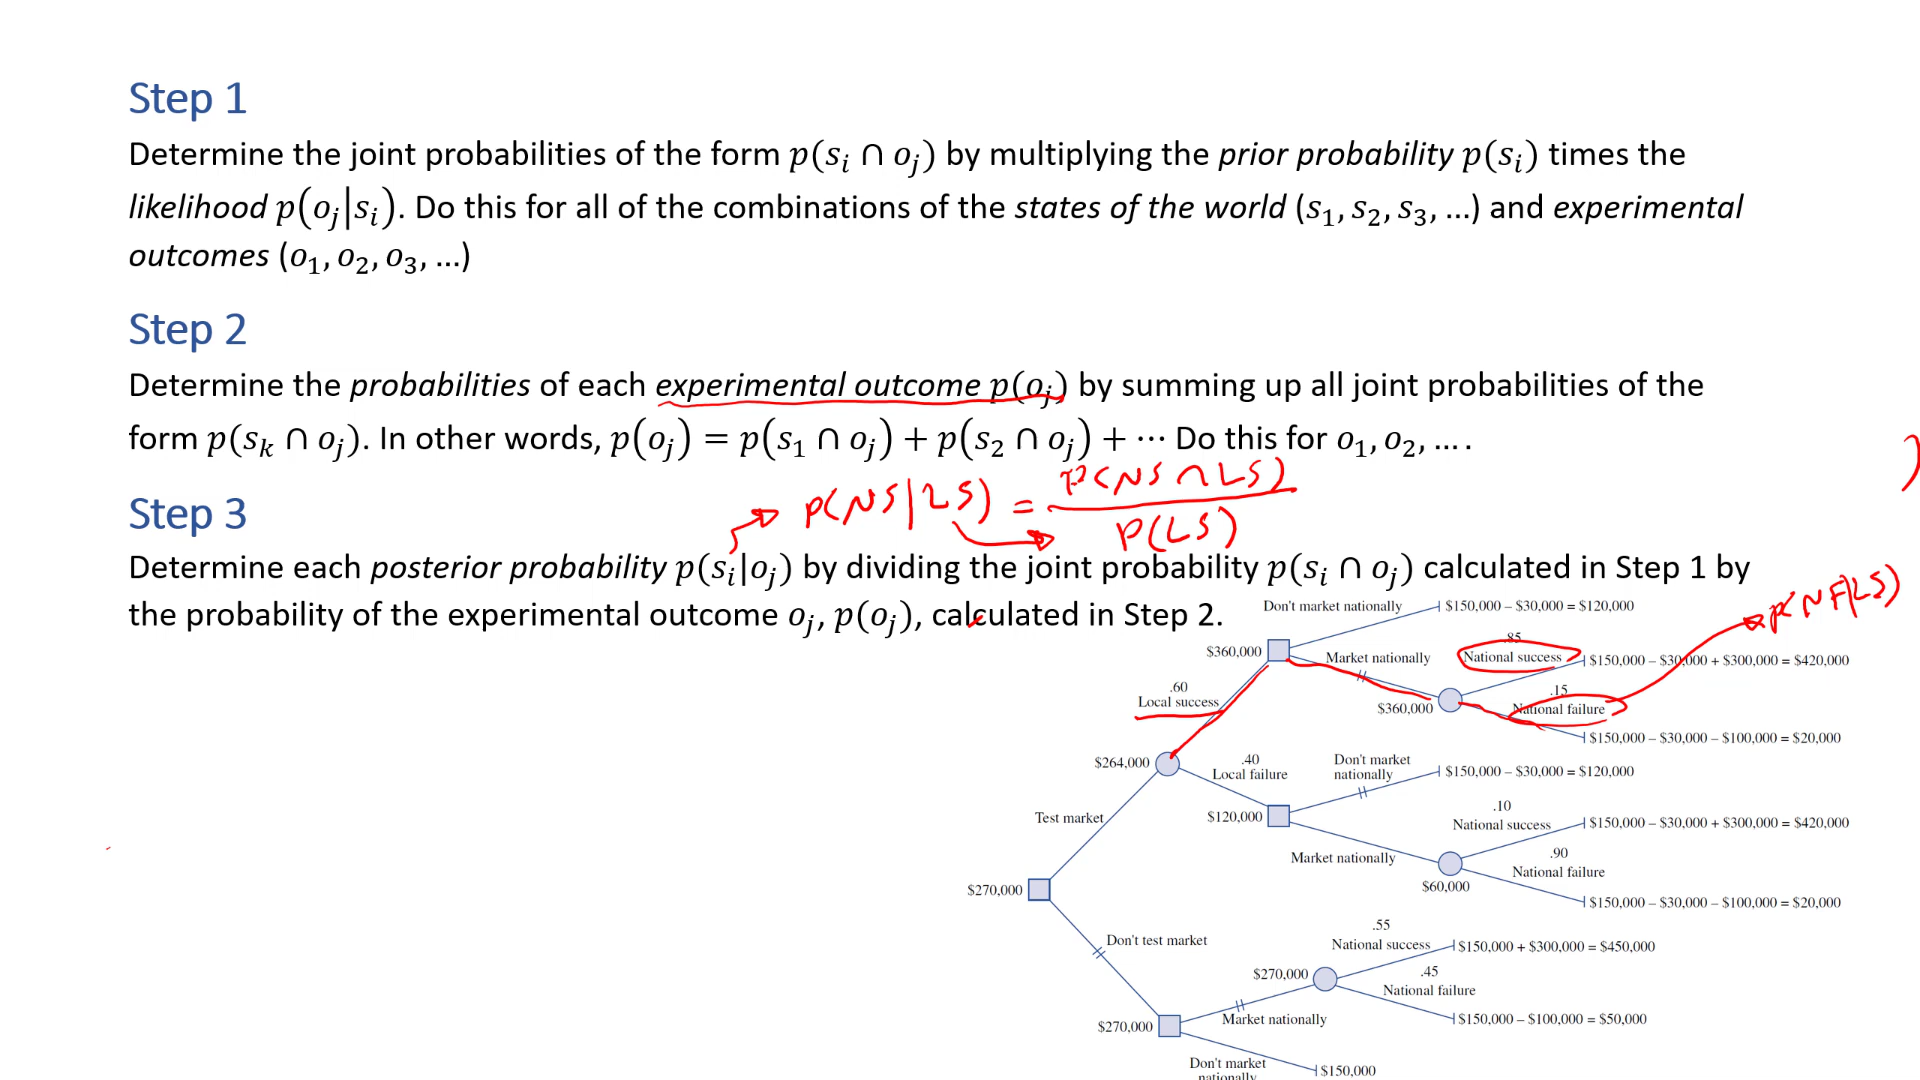 Step 1
Determine the joint probabilities of the form p(sᵢ ∩ oⱼ) by multiplying the prior probability p(sᵢ) times the
likelihood p(oⱼ|sᵢ). Do this for all of the combinations of the states of the world (s₁, s₂, s₃, ...) and experimental
outcomes (o₁, o₂, o₃, ...)
Step 2
Determine the probabilities of each experimental outcome p(oⱼ) by summing up all joint probabilities of the
form p(sₖ ∩ oⱼ). In other words, p(oⱼ) = p(s₁ ∩ oⱼ) + p(s₂ ∩ oⱼ) + ⋯ Do this for o₁, o₂, ... .
P(NS ∩ LS)
Step 3
P(NS|LS) =
P(LS)
Determine each posterior probability p(sᵢ|oⱼ) by dividing the joint probability p(sᵢ ∩ oⱼ) calculated in Step 1 by
the probability of the experimental outcome oⱼ, p(oⱼ), calculated in Step 2.
P(NF|LS)
Don't market nationally
$150,000 – $30,000 = $120,000
.85
$360,000
Market nationally
National success
$150,000 – $30,000 + $300,000 = $420,000
.60
Local success
.15
$360,000
National failure
$150,000 – $30,000 – $100,000 = $20,000
$264,000
.40
Local failure
Don't market
nationally
$150,000 – $30,000 = $120,000
Test market
$120,000
.10
National success
$150,000 – $30,000 + $300,000 = $420,000
Market nationally
.90
National failure
$60,000
$150,000 – $30,000 – $100,000 = $20,000
$270,000
Don't test market
.55
National success
$150,000 + $300,000 = $450,000
$270,000
.45
National failure
$270,000
Market nationally
$150,000 – $100,000 = $50,000
Don't market
nationally
$150,000